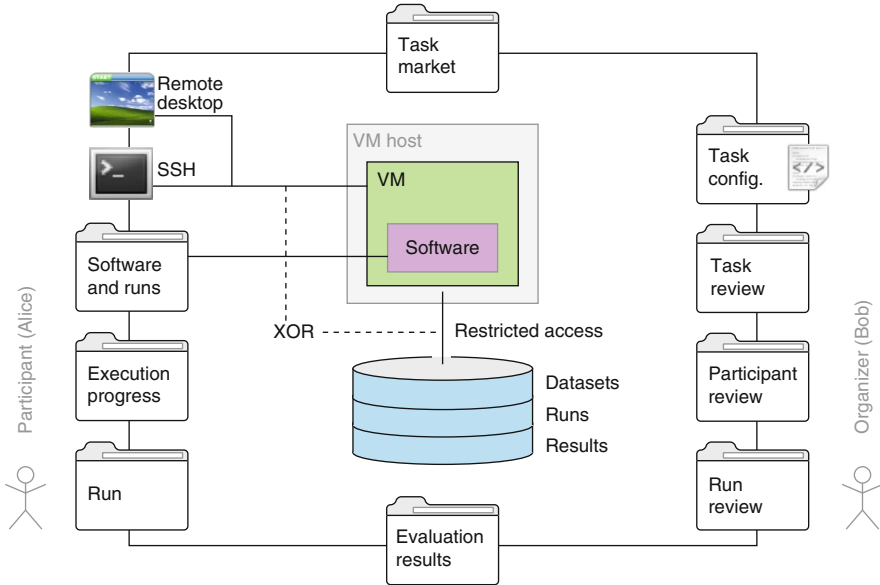 Task
market
START
Remote
desktop
>_
SSH
VM host
VM
Software
Task
config.
</>
Software
and runs
Task
review
XOR
Restricted access
Participant (Alice)
Organizer (Bob)
Execution
progress
Datasets
Runs
Results
Participant
review
Run
Run
review
Evaluation
results